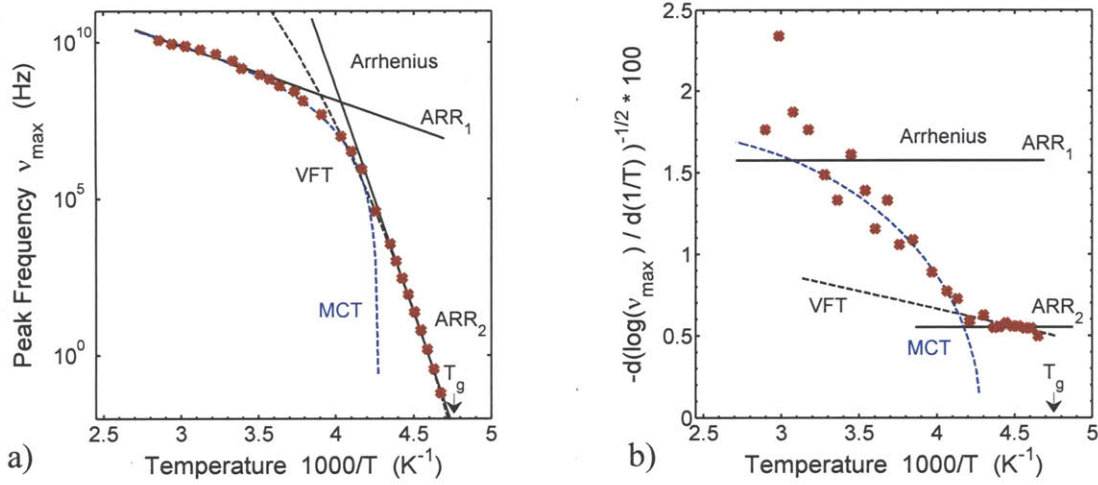 Peak Frequency ν_max (Hz)
10^10
10^5
10^0
Arrhenius
ARR_1
VFT
MCT
ARR_2
T_g
2.5 3 3.5 4 4.5 5
Temperature 1000/T (K^-1)
a)
-d(log(ν_max) / d(1/T) )^-1/2 * 100
2.5
2
1.5
1
0.5
0
Arrhenius ARR_1
VFT
ARR_2
MCT
T_g
2.5 3 3.5 4 4.5 5
Temperature 1000/T (K^-1)
b)